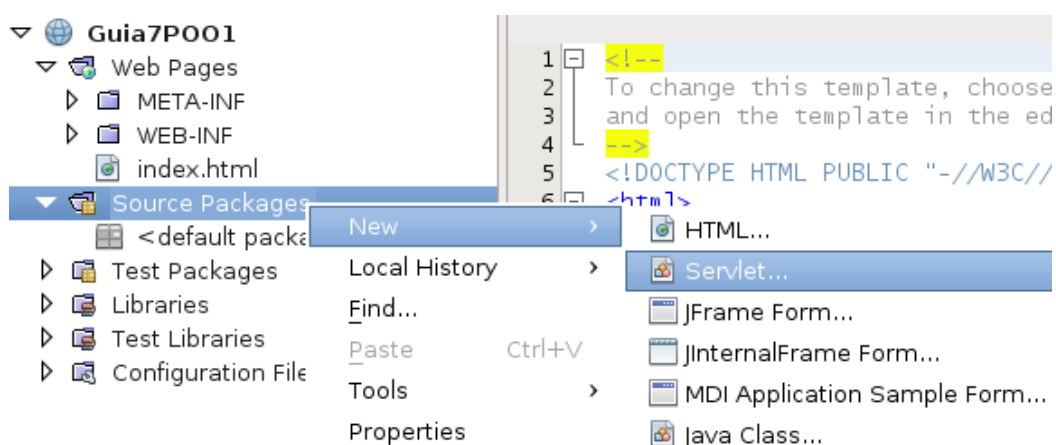 Guia7POO1
Web Pages
META-INF
WEB-INF
index.html
Source Packages
<default packa
Test Packages
Libraries
Test Libraries
Configuration File
1 <!--
2 To change this template, choose
3 and open the template in the ed
4 -->
5 <!DOCTYPE HTML PUBLIC "-//W3C//
6 <html>
New
Local History
Find...
Paste Ctrl+V
Tools
Properties
HTML...
Servlet...
JFrame Form...
JInternalFrame Form...
MDI Application Sample Form...
Java Class...